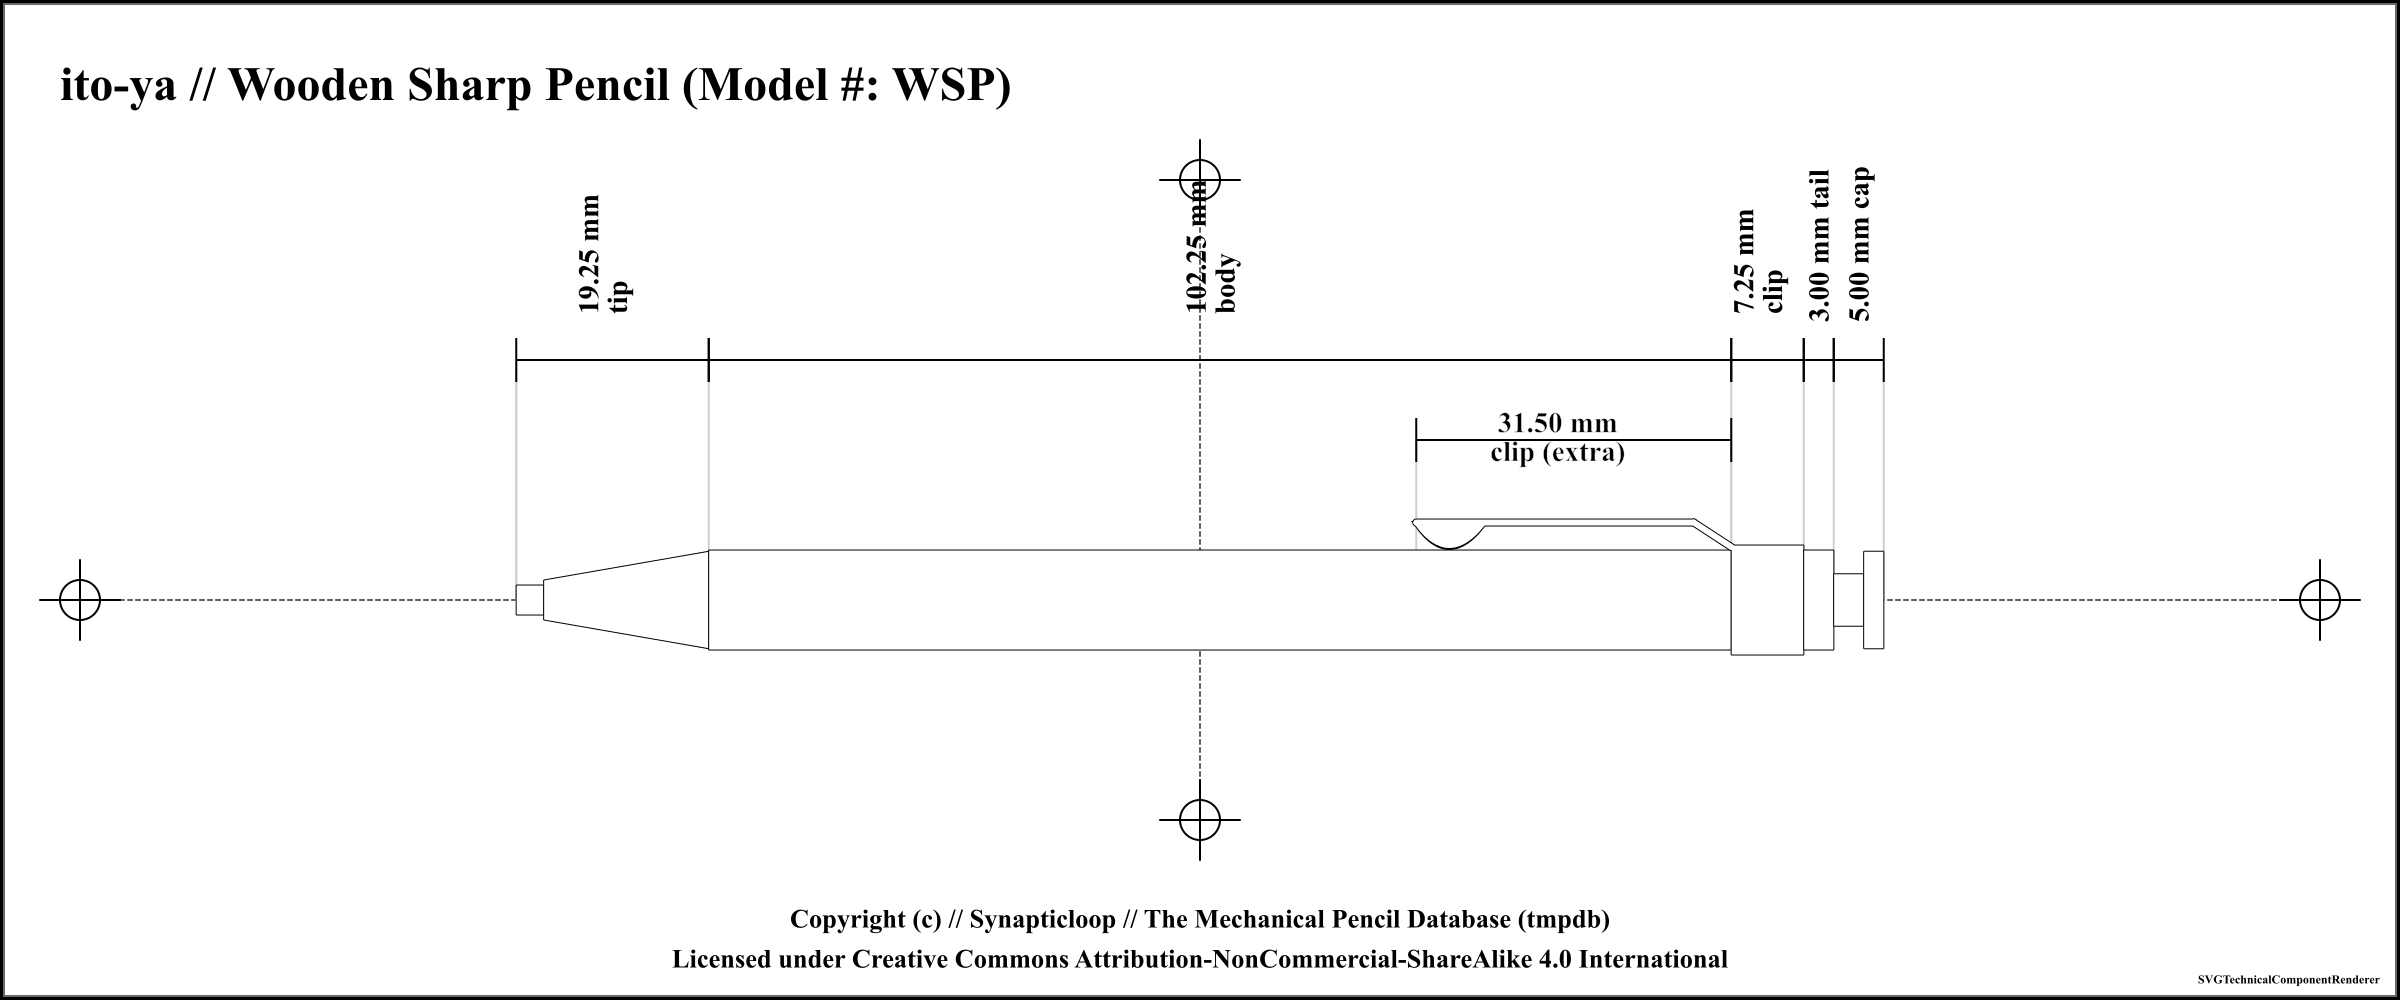 ito-ya // Wooden Sharp Pencil (Model #: WSP)
19.25 mm
tip
102.25 mm
body
7.25 mm
clip
3.00 mm tail
5.00 mm cap
31.50 mm
clip (extra)
Copyright (c) // Synapticloop // The Mechanical Pencil Database (tmpdb)
Licensed under Creative Commons Attribution-NonCommercial-ShareAlike 4.0 International
SVGTechnicalComponentRenderer